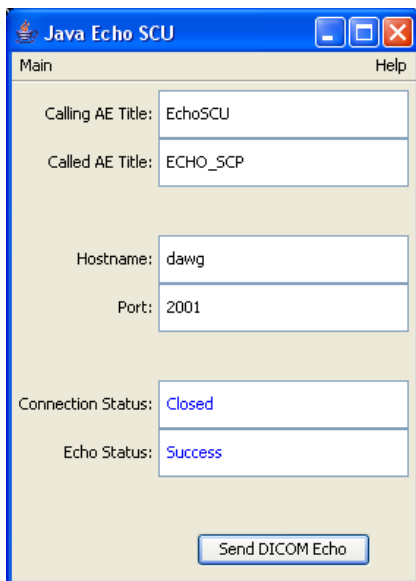 Java Echo SCU
Main Help
Calling AE Title: EchoSCU
Called AE Title: ECHO_SCP
Hostname: dawg
Port: 2001
Connection Status: Closed
Echo Status: Success
Send DICOM Echo